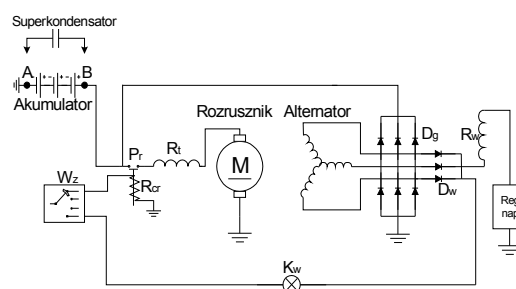 Superkondensator
A
B
Akumulator
Rozrusznik
Alternator
Pr
Rt
M
Dg
Rw
Wz
Rcr
Dw
Kw